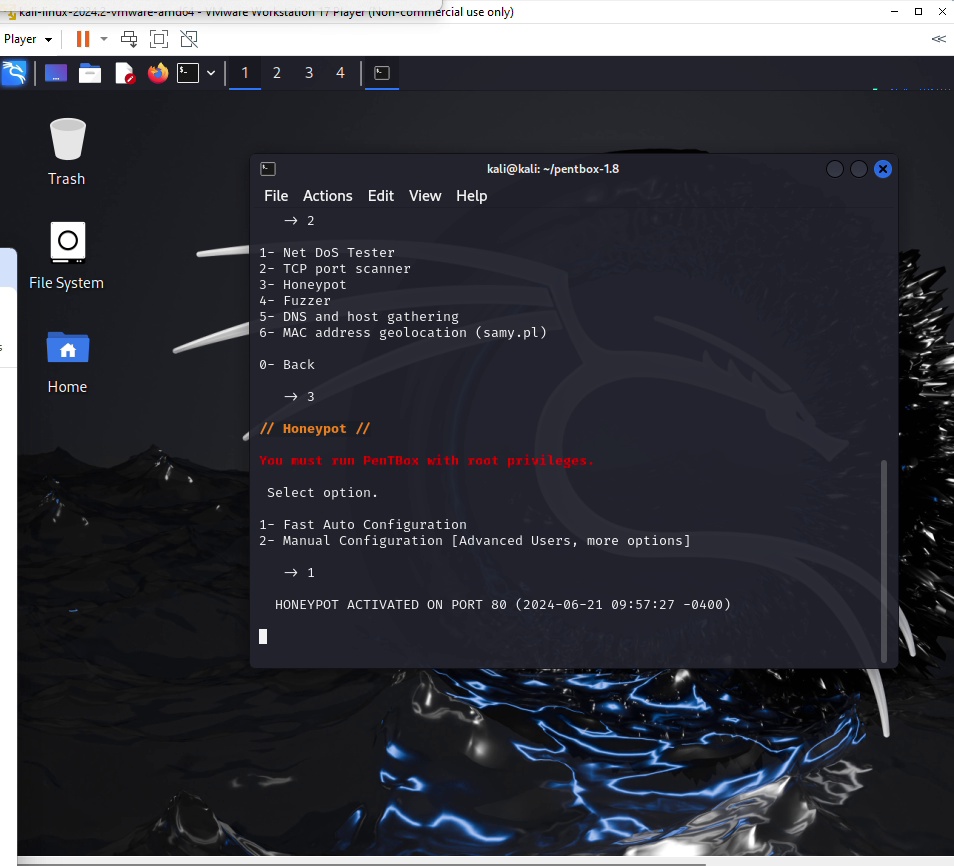 kali-linux-2024.2-vmware-amd64 - VMware Workstation 17 Player (Non-commercial use only)
Player
1 2 3 4
Trash
File System
Home
kali@kali: ~/pentbox-1.8
File Actions Edit View Help
-> 2
1- Net DoS Tester
2- TCP port scanner
3- Honeypot
4- Fuzzer
5- DNS and host gathering
6- MAC address geolocation (samy.pl)
0- Back
-> 3
// Honeypot //
You must run PenTBox with root privileges.
Select option.
1- Fast Auto Configuration
2- Manual Configuration [Advanced Users, more options]
-> 1
HONEYPOT ACTIVATED ON PORT 80 (2024-06-21 09:57:27 -0400)